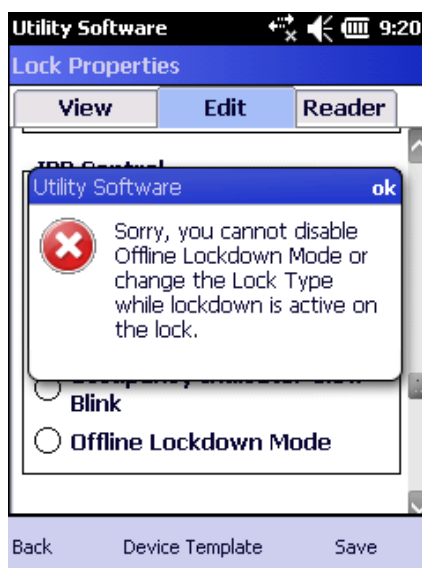 Utility Software 9:20
Lock Properties
View Edit Reader
Utility Software ok
Sorry, you cannot disable
Offline Lockdown Mode or
change the Lock Type
while lockdown is active on
the lock.
Blink
Offline Lockdown Mode
Back Device Template Save